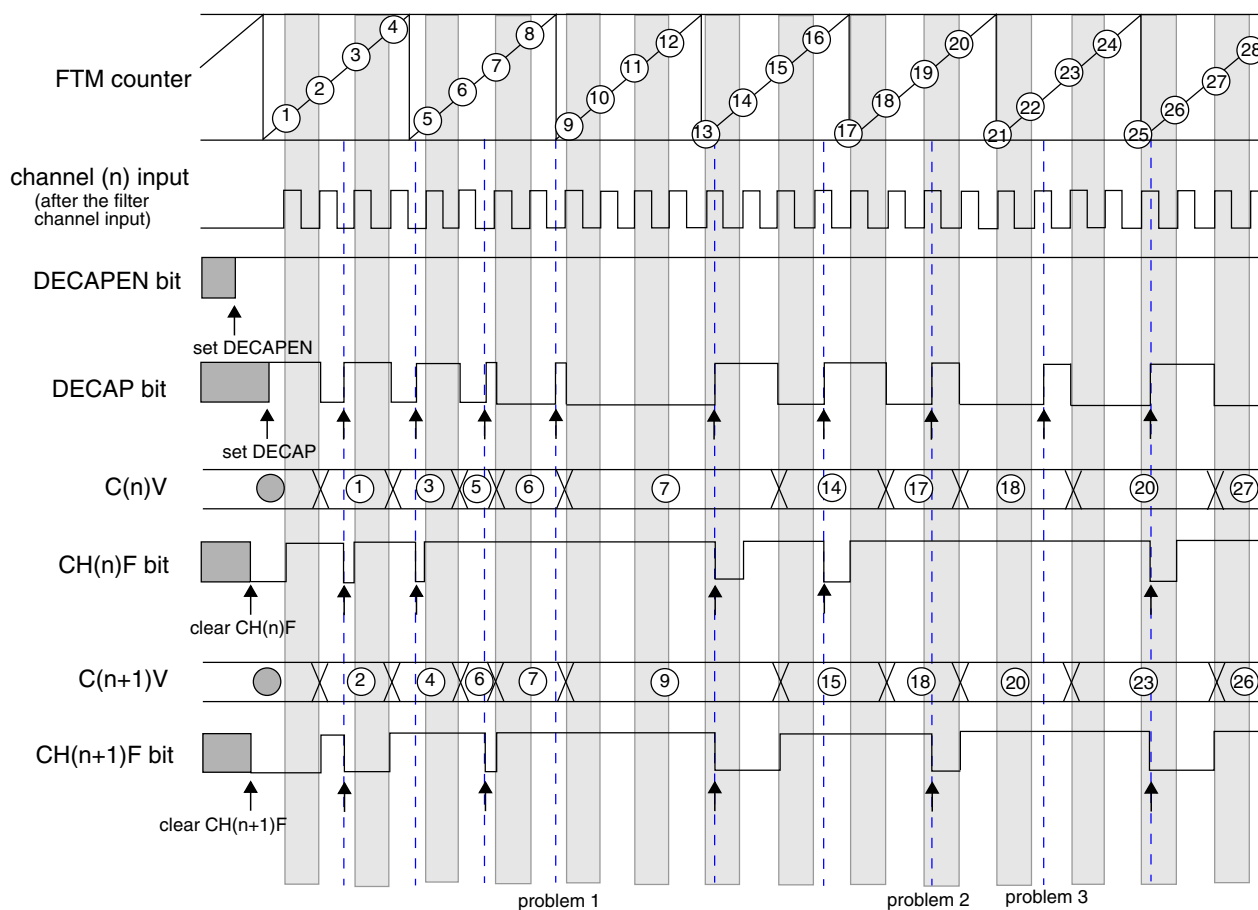 4
8
12
16
20
24
28
3
7
11
15
19
23
27
FTM counter
2
6
10
14
18
22
26
1
5
9
13
17
21
25
channel (n) input
(after the filter
channel input)
DECAPEN bit
set DECAPEN
DECAP bit
set DECAP
C(n)V
1
3
5
6
7
14
17
18
20
27
CH(n)F bit
clear CH(n)F
C(n+1)V
2
4
6
7
9
15
18
20
23
26
CH(n+1)F bit
clear CH(n+1)F
problem 1
problem 2
problem 3